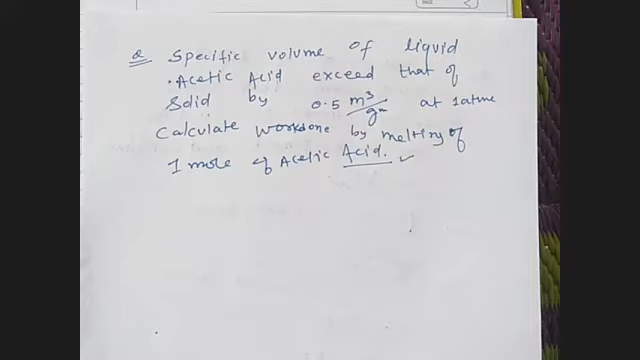 Q Specific volume of liquid
Acetic Acid exceed that of
Solid by 0.5 m³/gm at 1atm
Calculate workdone by melting of
1 mole of Acetic Acid.